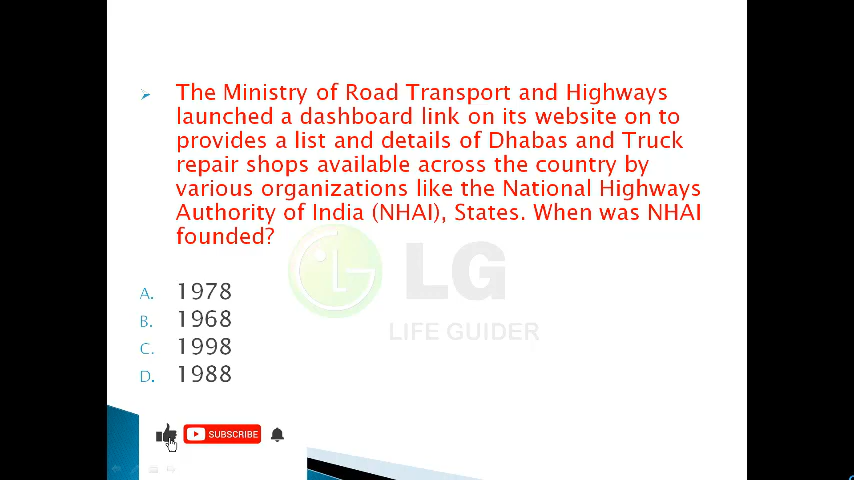 The Ministry of Road Transport and Highways
launched a dashboard link on its website on to
provides a list and details of Dhabas and Truck
repair shops available across the country by
various organizations like the National Highways
Authority of India (NHAI), States. When was NHAI
founded?
LG
LIFE GUIDER
A. 1978
B. 1968
C. 1998
D. 1988
SUBSCRIBE